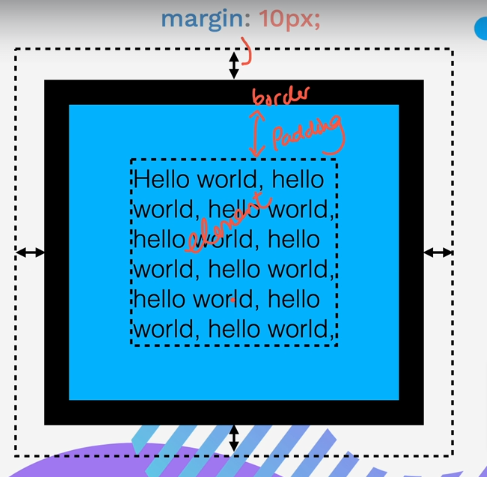 margin: 10px;
border
Padding
Hello world, hello
world, hello world,
element
hello world, hello
world, hello world,
hello world, hello
world, hello world,